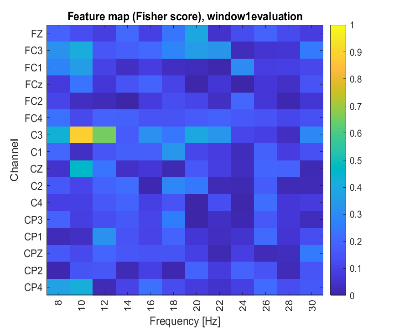 Feature map (Fisher score), window1evaluation
Channel
FZ
FC3
FC1
FCz
FC2
FC4
C3
C1
CZ
C2
C4
CP3
CP1
CPZ
CP2
CP4
8 10 12 14 16 18 20 22 24 26 28 30
Frequency [Hz]
1
0.9
0.8
0.7
0.6
0.5
0.4
0.3
0.2
0.1
0